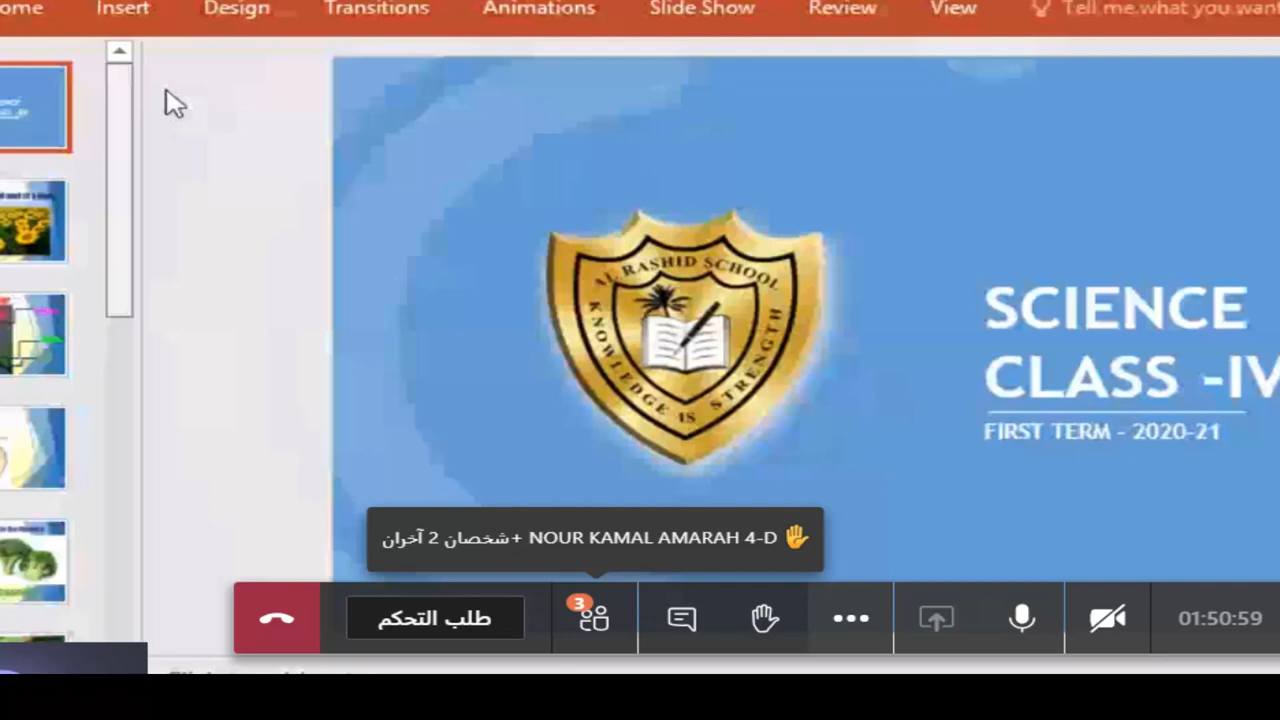 Insert Design Transitions Animations Slide Show Review View Tell me what you want
AL RASHID SCHOOL
KNOWLEDGE IS STRENGTH
SCIENCE
CLASS -IV
FIRST TERM - 2020-21
NOUR KAMAL AMARAH 4-D +شخصان 2 آخران
3
طلب التحكم
01:50:59